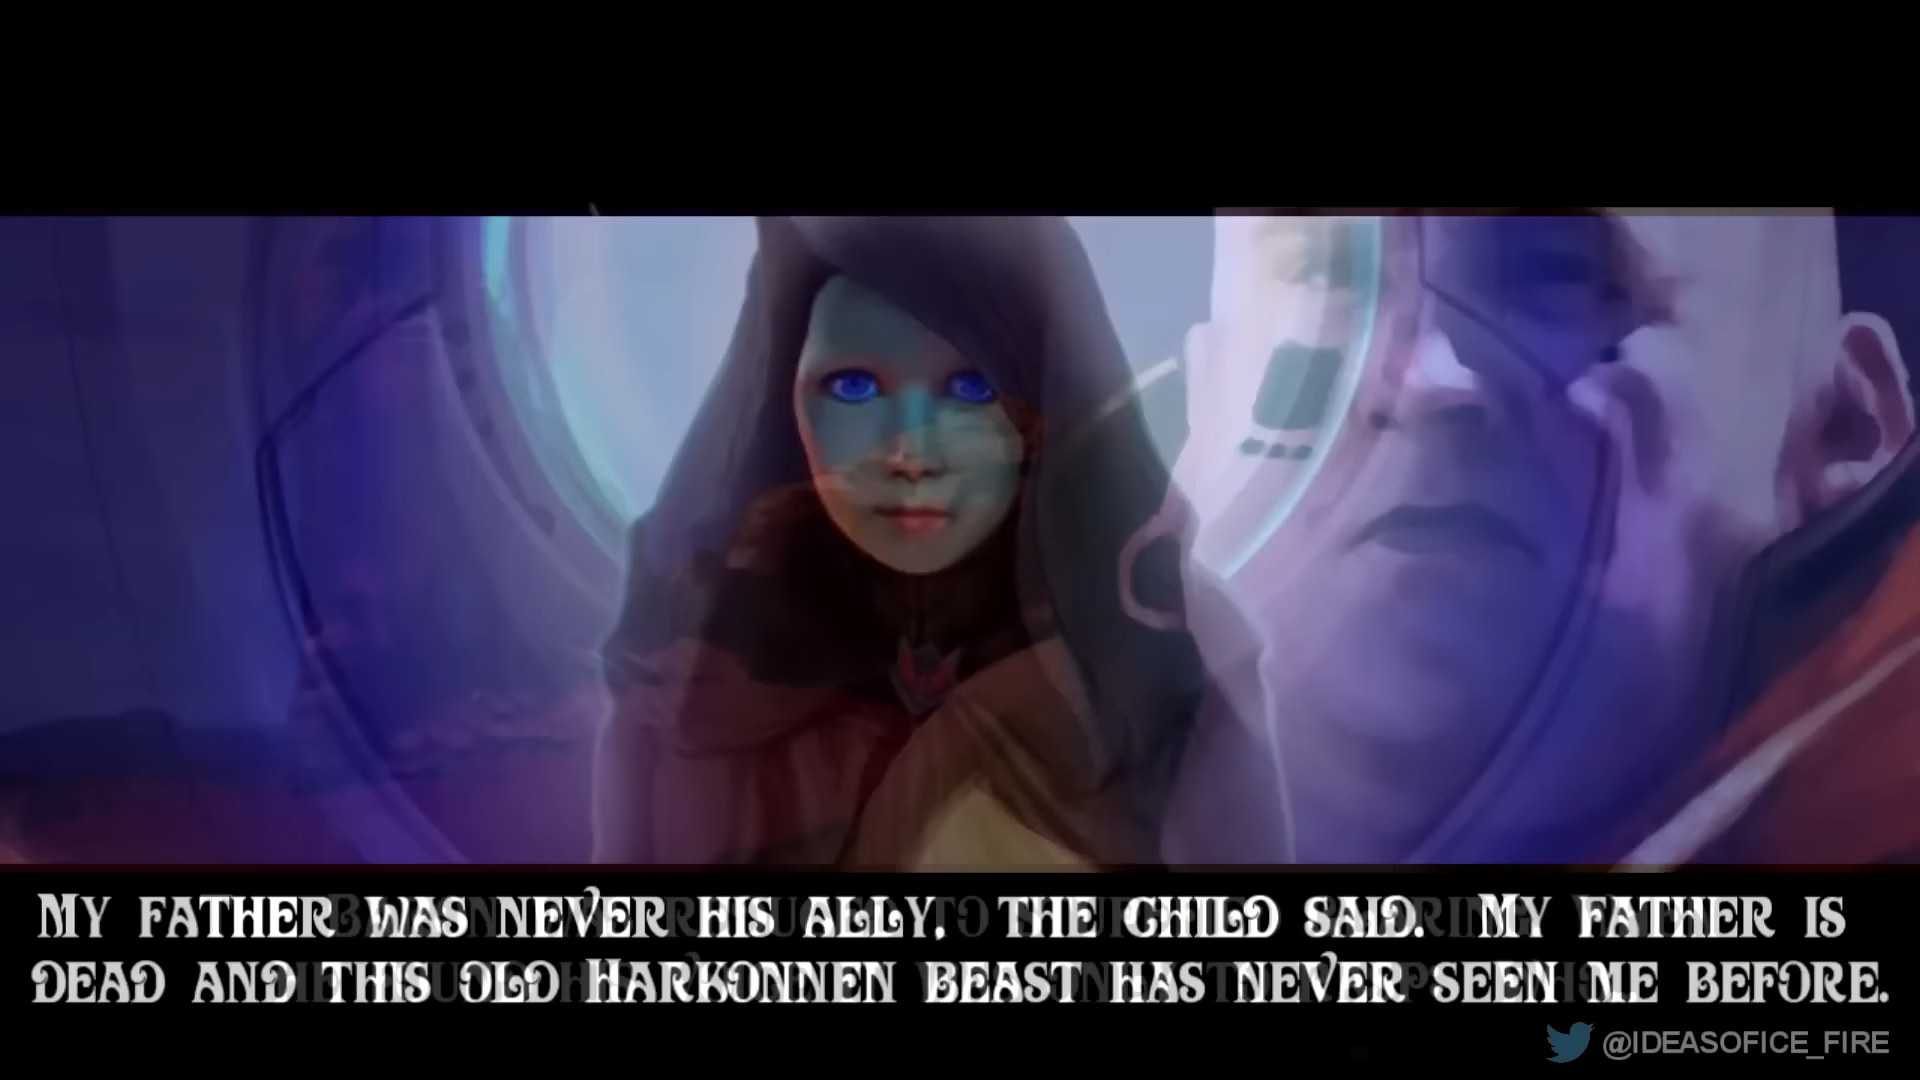 My father was never his ally, the child said. My father is
dead and this old Harkonnen beast has never seen me before.
@IDEASOFICE_FIRE